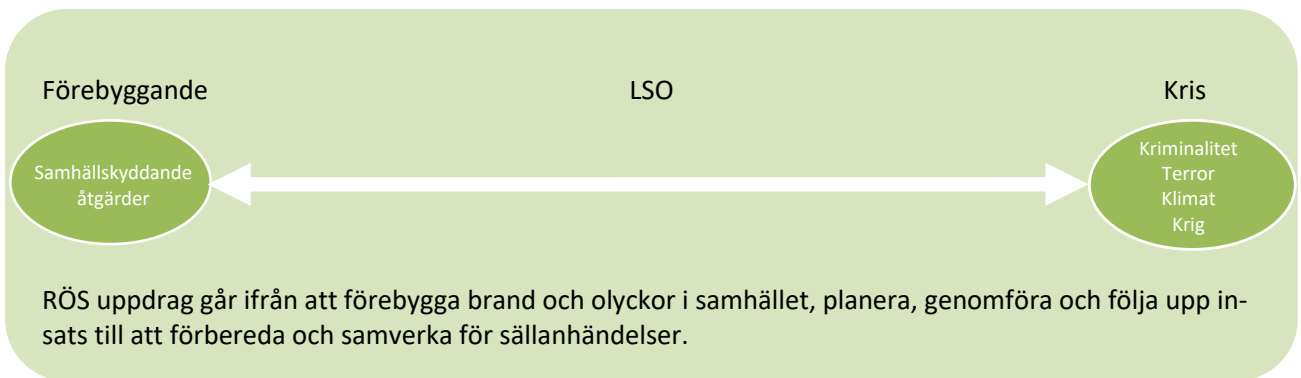 Förebyggande LSO Kris
Samhällskyddande
åtgärder
Kriminalitet
Terror
Klimat
Krig
RÖS uppdrag går ifrån att förebygga brand och olyckor i samhället, planera, genomföra och följa upp in-
sats till att förbereda och samverka för sällanhändelser.